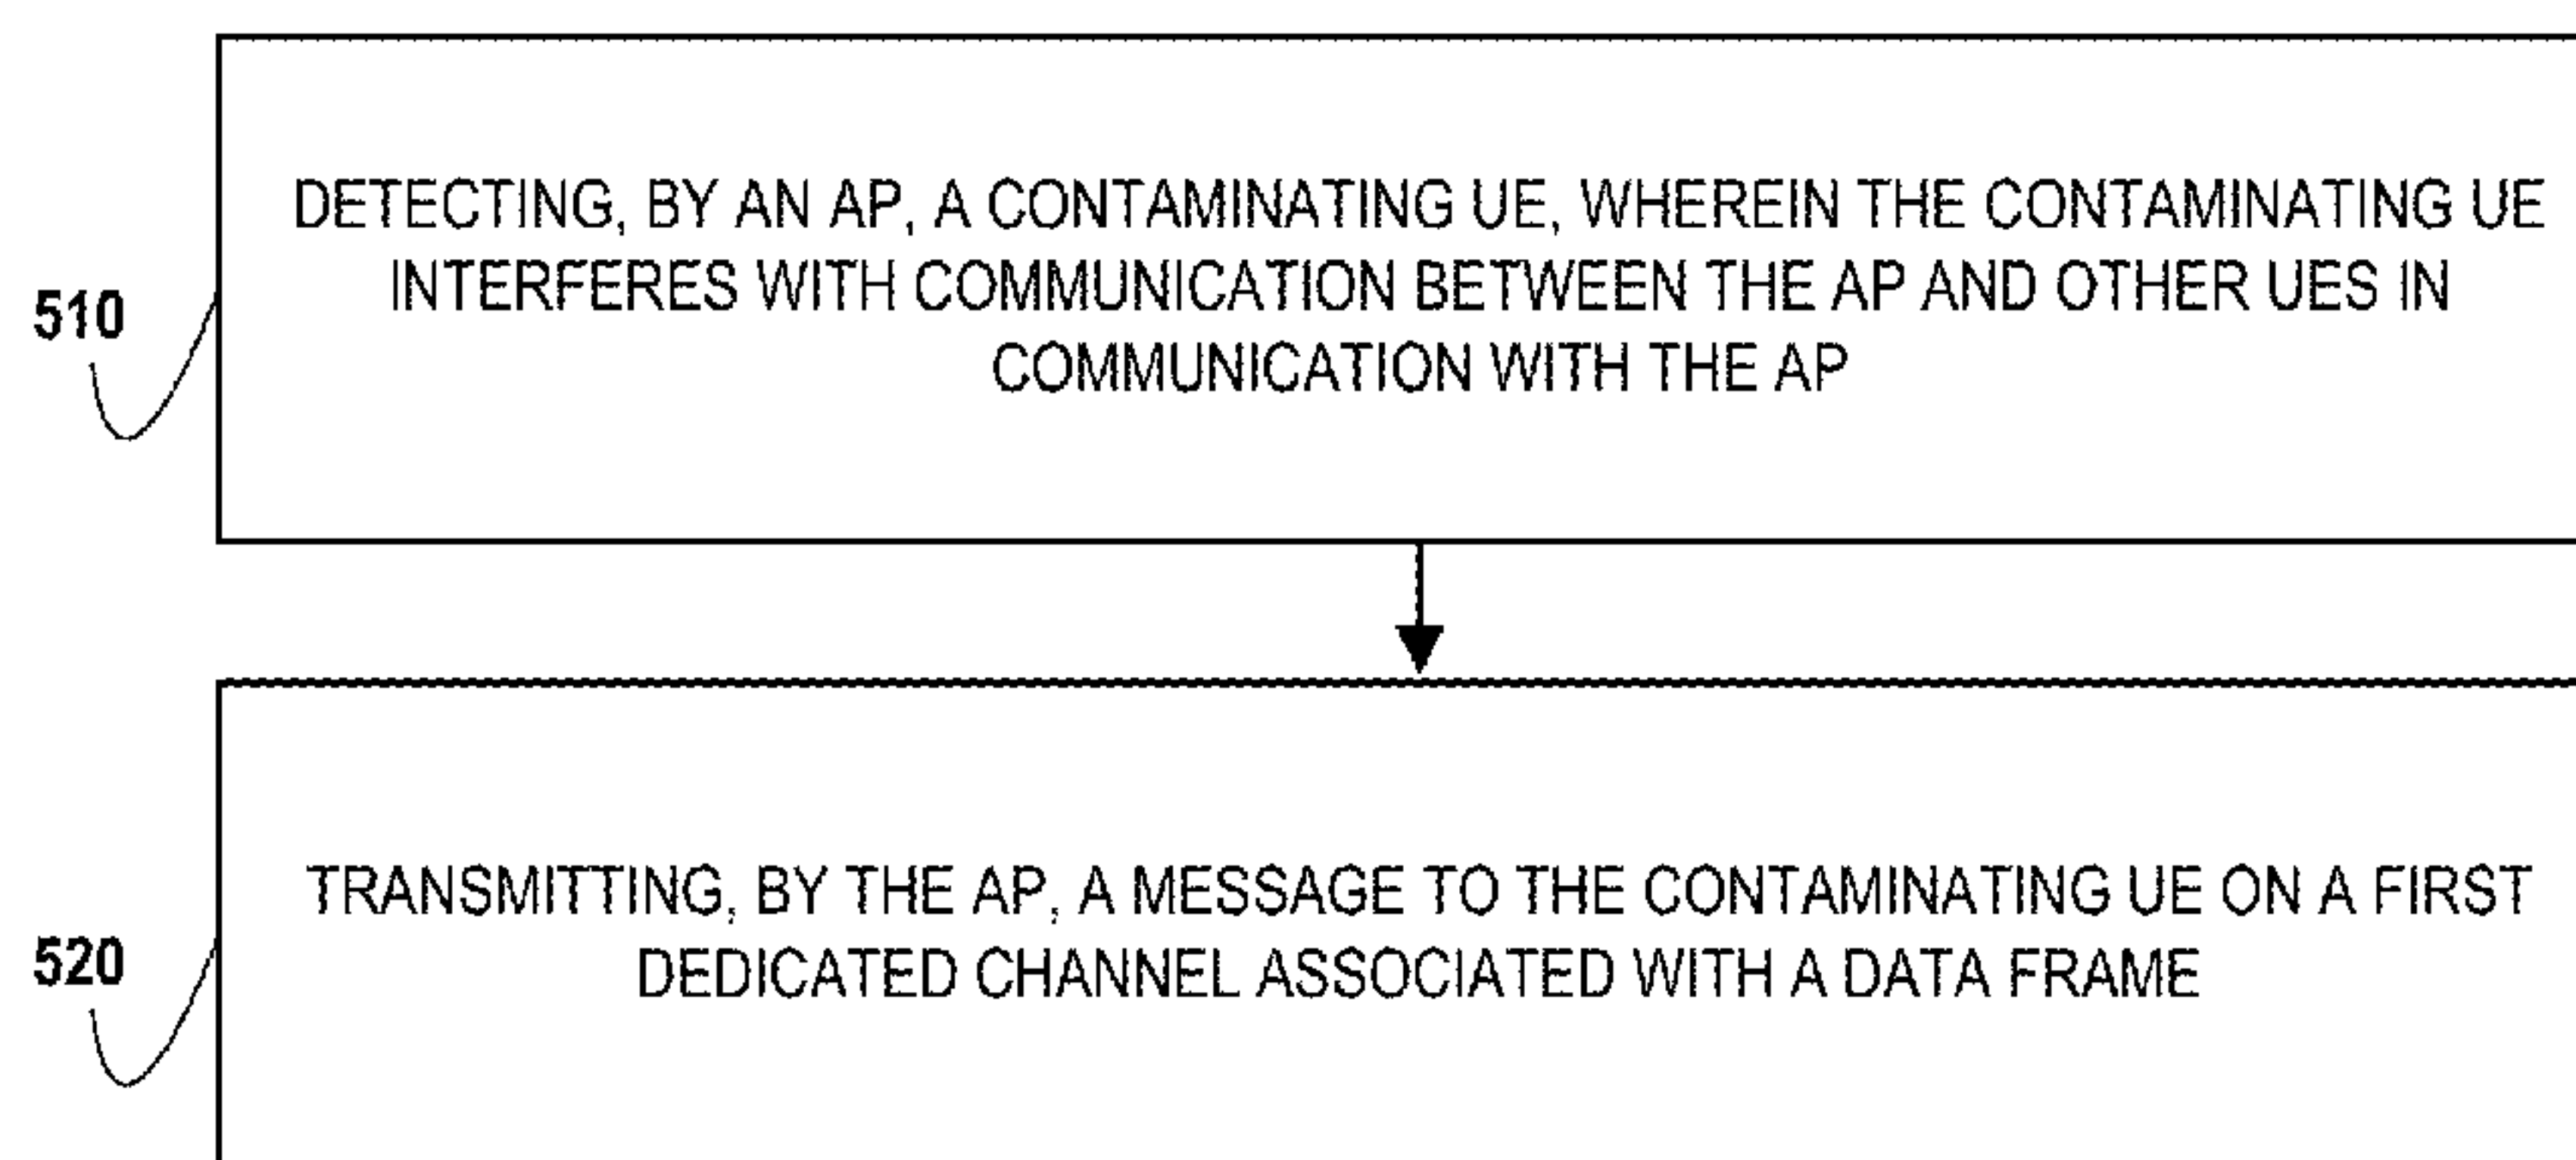 DETECTING, BY AN AP, A CONTAMINATING UE, WHEREIN THE CONTAMINATING UE
INTERFERES WITH COMMUNICATION BETWEEN THE AP AND OTHER UES IN
COMMUNICATION WITH THE AP
510
TRANSMITTING, BY THE AP, A MESSAGE TO THE CONTAMINATING UE ON A FIRST
DEDICATED CHANNEL ASSOCIATED WITH A DATA FRAME
520